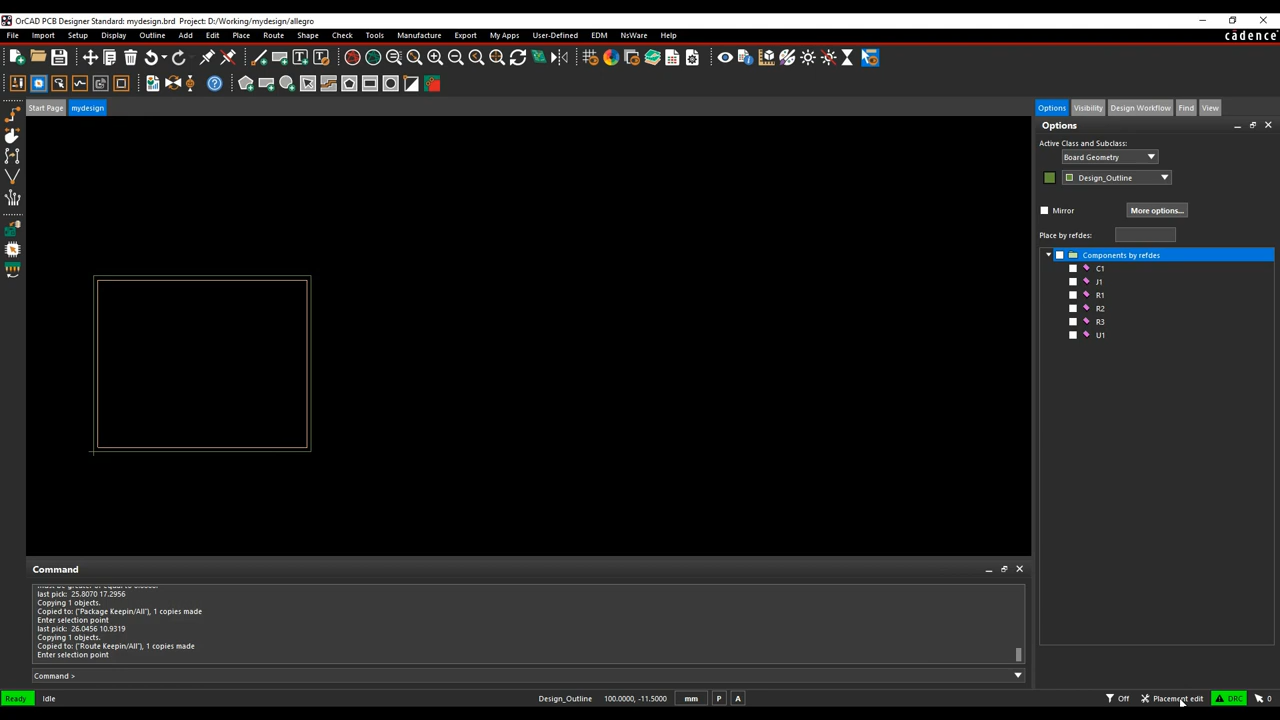 OrCAD PCB Designer Standard: mydesign.brd Project: D:/Working/mydesign/allegro
File Import Setup Display Outline Add Edit Place Route Shape Check Tools Manufacture Export My Apps User-Defined EDM NsWare Help
cādence
Start Page mydesign
Options Visibility Design Workflow Find View
Options
Active Class and Subclass:
Board Geometry
Design_Outline
Mirror More options...
Place by refdes:
Components by refdes
C1
J1
R1
R2
R3
U1
Command
last pick: 25.8070 17.2956
Copying 1 objects.
Copied to: ("Package Keepin/All"), 1 copies made
Enter selection point
last pick: 26.0456 10.9319
Copying 1 objects.
Copied to: ("Route Keepin/All"), 1 copies made
Enter selection point
Command >
Ready Idle Design_Outline 100.0000, -11.5000 mm P A Off Placement edit DRC 0